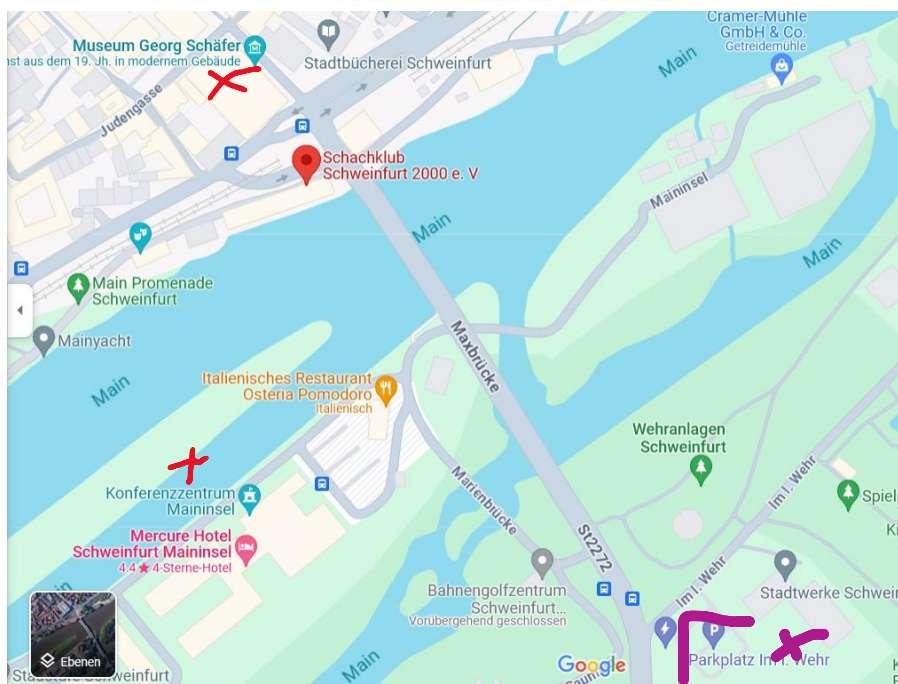 Museum Georg Schäfer
nst aus dem 19. Jh. in modernem Gebäude
Judengasse
Stadtbücherei Schweinfurt
Cramer-Mühle
GmbH & Co.
Getreidemühle
Main
Schachklub
Schweinfurt 2000 e. V
Maininsel
Main
Main
Main Promenade
Schweinfurt
Mainyacht
Maxbrücke
Main
Italienisches Restaurant
Osteria Pomodoro
Italienisch
Wehranlagen
Schweinfurt
Konferenzzentrum
Maininsel
Im l. Wehr
Spielp
Marienbrücke
Mercure Hotel
Schweinfurt Maininsel
4.4 ★ 4-Sterne-Hotel
St2272
Im l. Wehr
Bahnengolfzentrum
Schweinfurt...
Vorübergehend geschlossen
Stadtwerke Schwein
P
Parkplatz Im l. Wehr
Ebenen
Google
Main